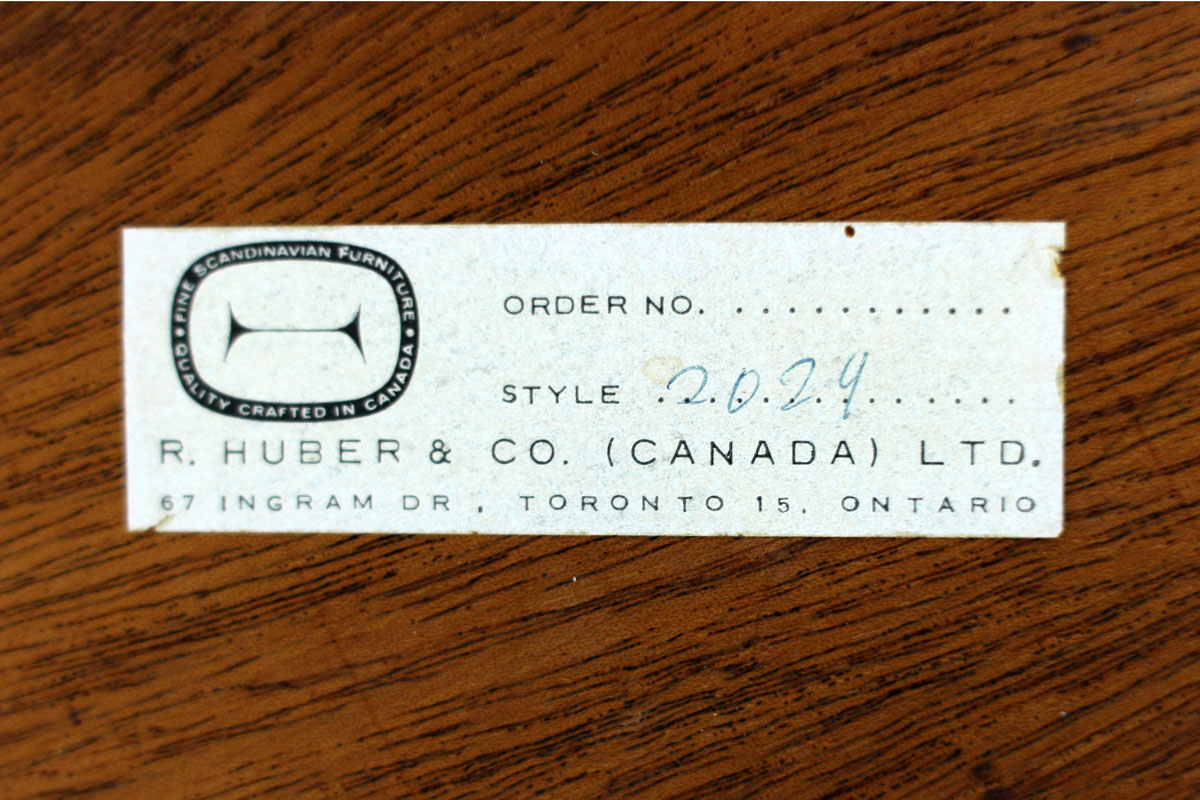 FINE SCANDINAVIAN FURNITURE
• QUALITY CRAFTED IN CANADA •
ORDER NO. . . . . . . . . . . . .
STYLE 2024
R. HUBER & CO. (CANADA) LTD.
67 INGRAM DR , TORONTO 15, ONTARIO